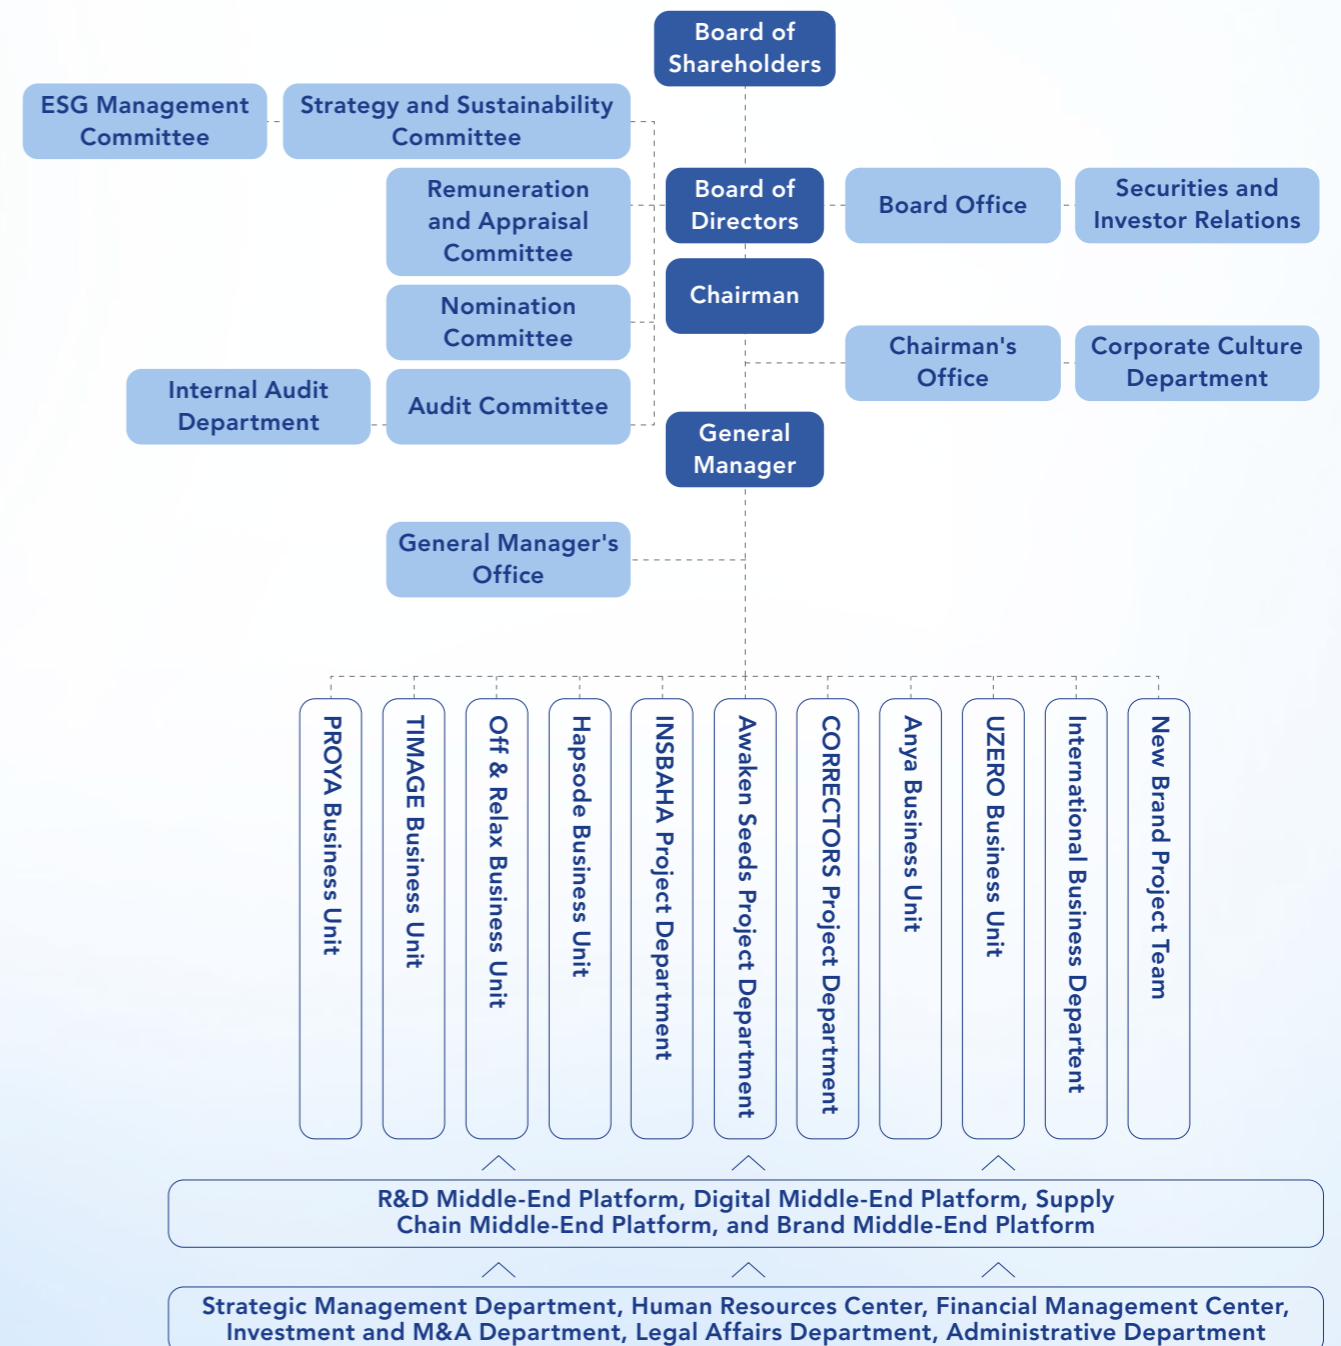 Board of
Shareholders
ESG Management
Committee
Strategy and Sustainability
Committee
Remuneration
and Appraisal
Committee
Board of
Directors
Board Office
Securities and
Investor Relations
Chairman
Nomination
Committee
Chairman's
Office
Corporate Culture
Department
Internal Audit
Department
Audit Committee
General
Manager
General Manager's
Office
PROYA Business Unit
TIMAGE Business Unit
Off & Relax Business Unit
Hapsode Business Unit
INSBAHA Project Department
Awaken Seeds Project Department
CORRECTORS Project Department
Anya Business Unit
UZERO Business Unit
International Business Departent
New Brand Project Team
R&D Middle-End Platform, Digital Middle-End Platform, Supply
Chain Middle-End Platform, and Brand Middle-End Platform
Strategic Management Department, Human Resources Center, Financial Management Center,
Investment and M&A Department, Legal Affairs Department, Administrative Department